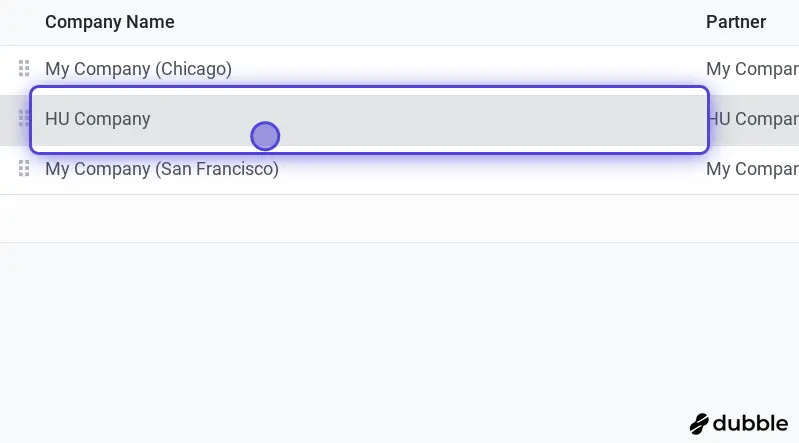 Company Name Partner
My Company (Chicago) My Compan
HU Company HU Compan
My Company (San Francisco) My Compan
dubble